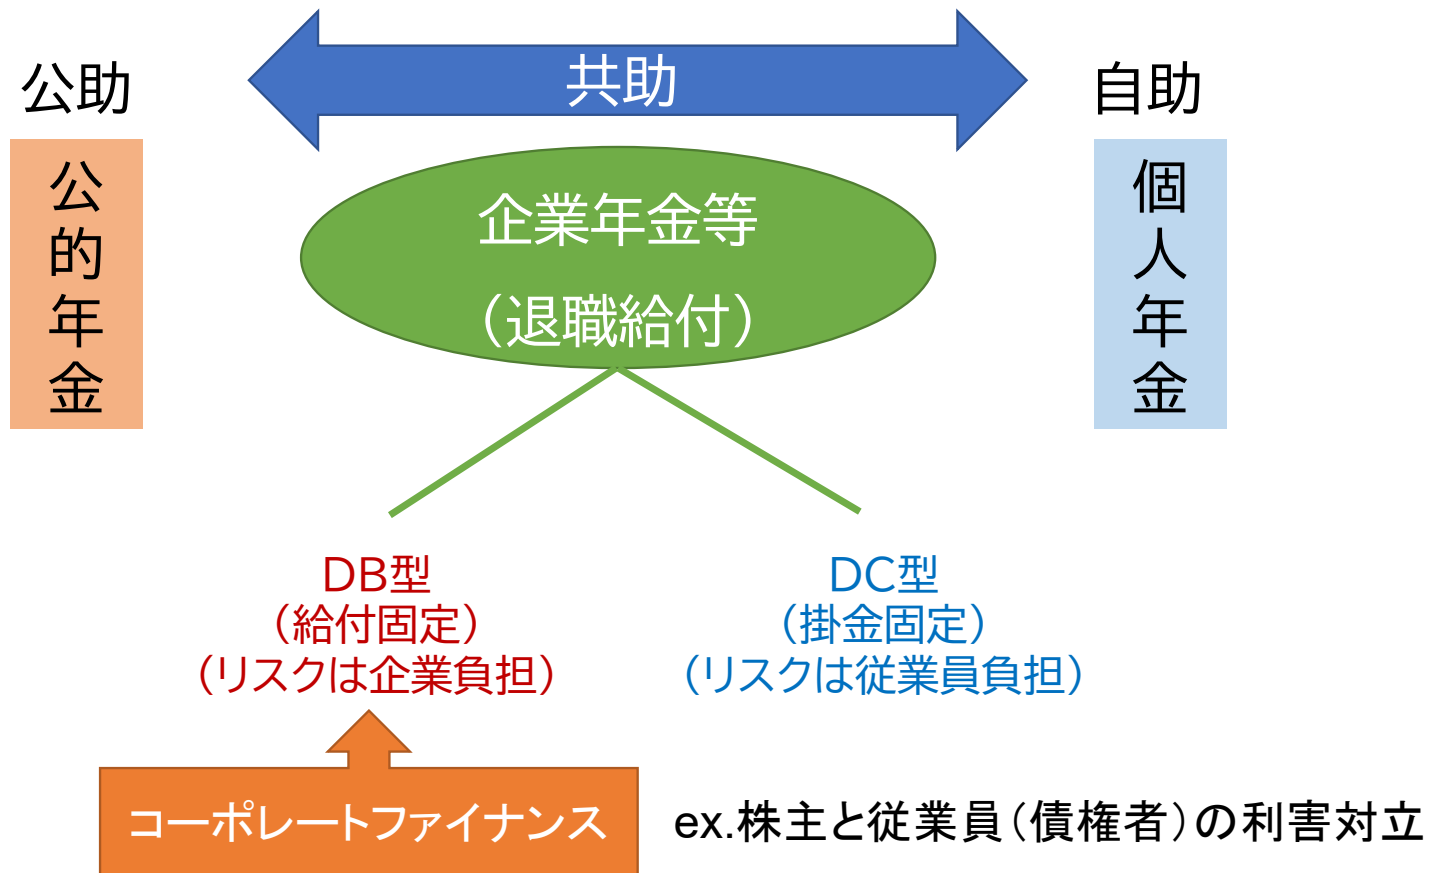 公助
共助
自助
公的年金
企業年金等
（退職給付）
個人年金
DB型
（給付固定）
（リスクは企業負担）
DC型
（掛金固定）
（リスクは従業員負担）
コーポレートファイナンス
ex.株主と従業員（債権者）の利害対立